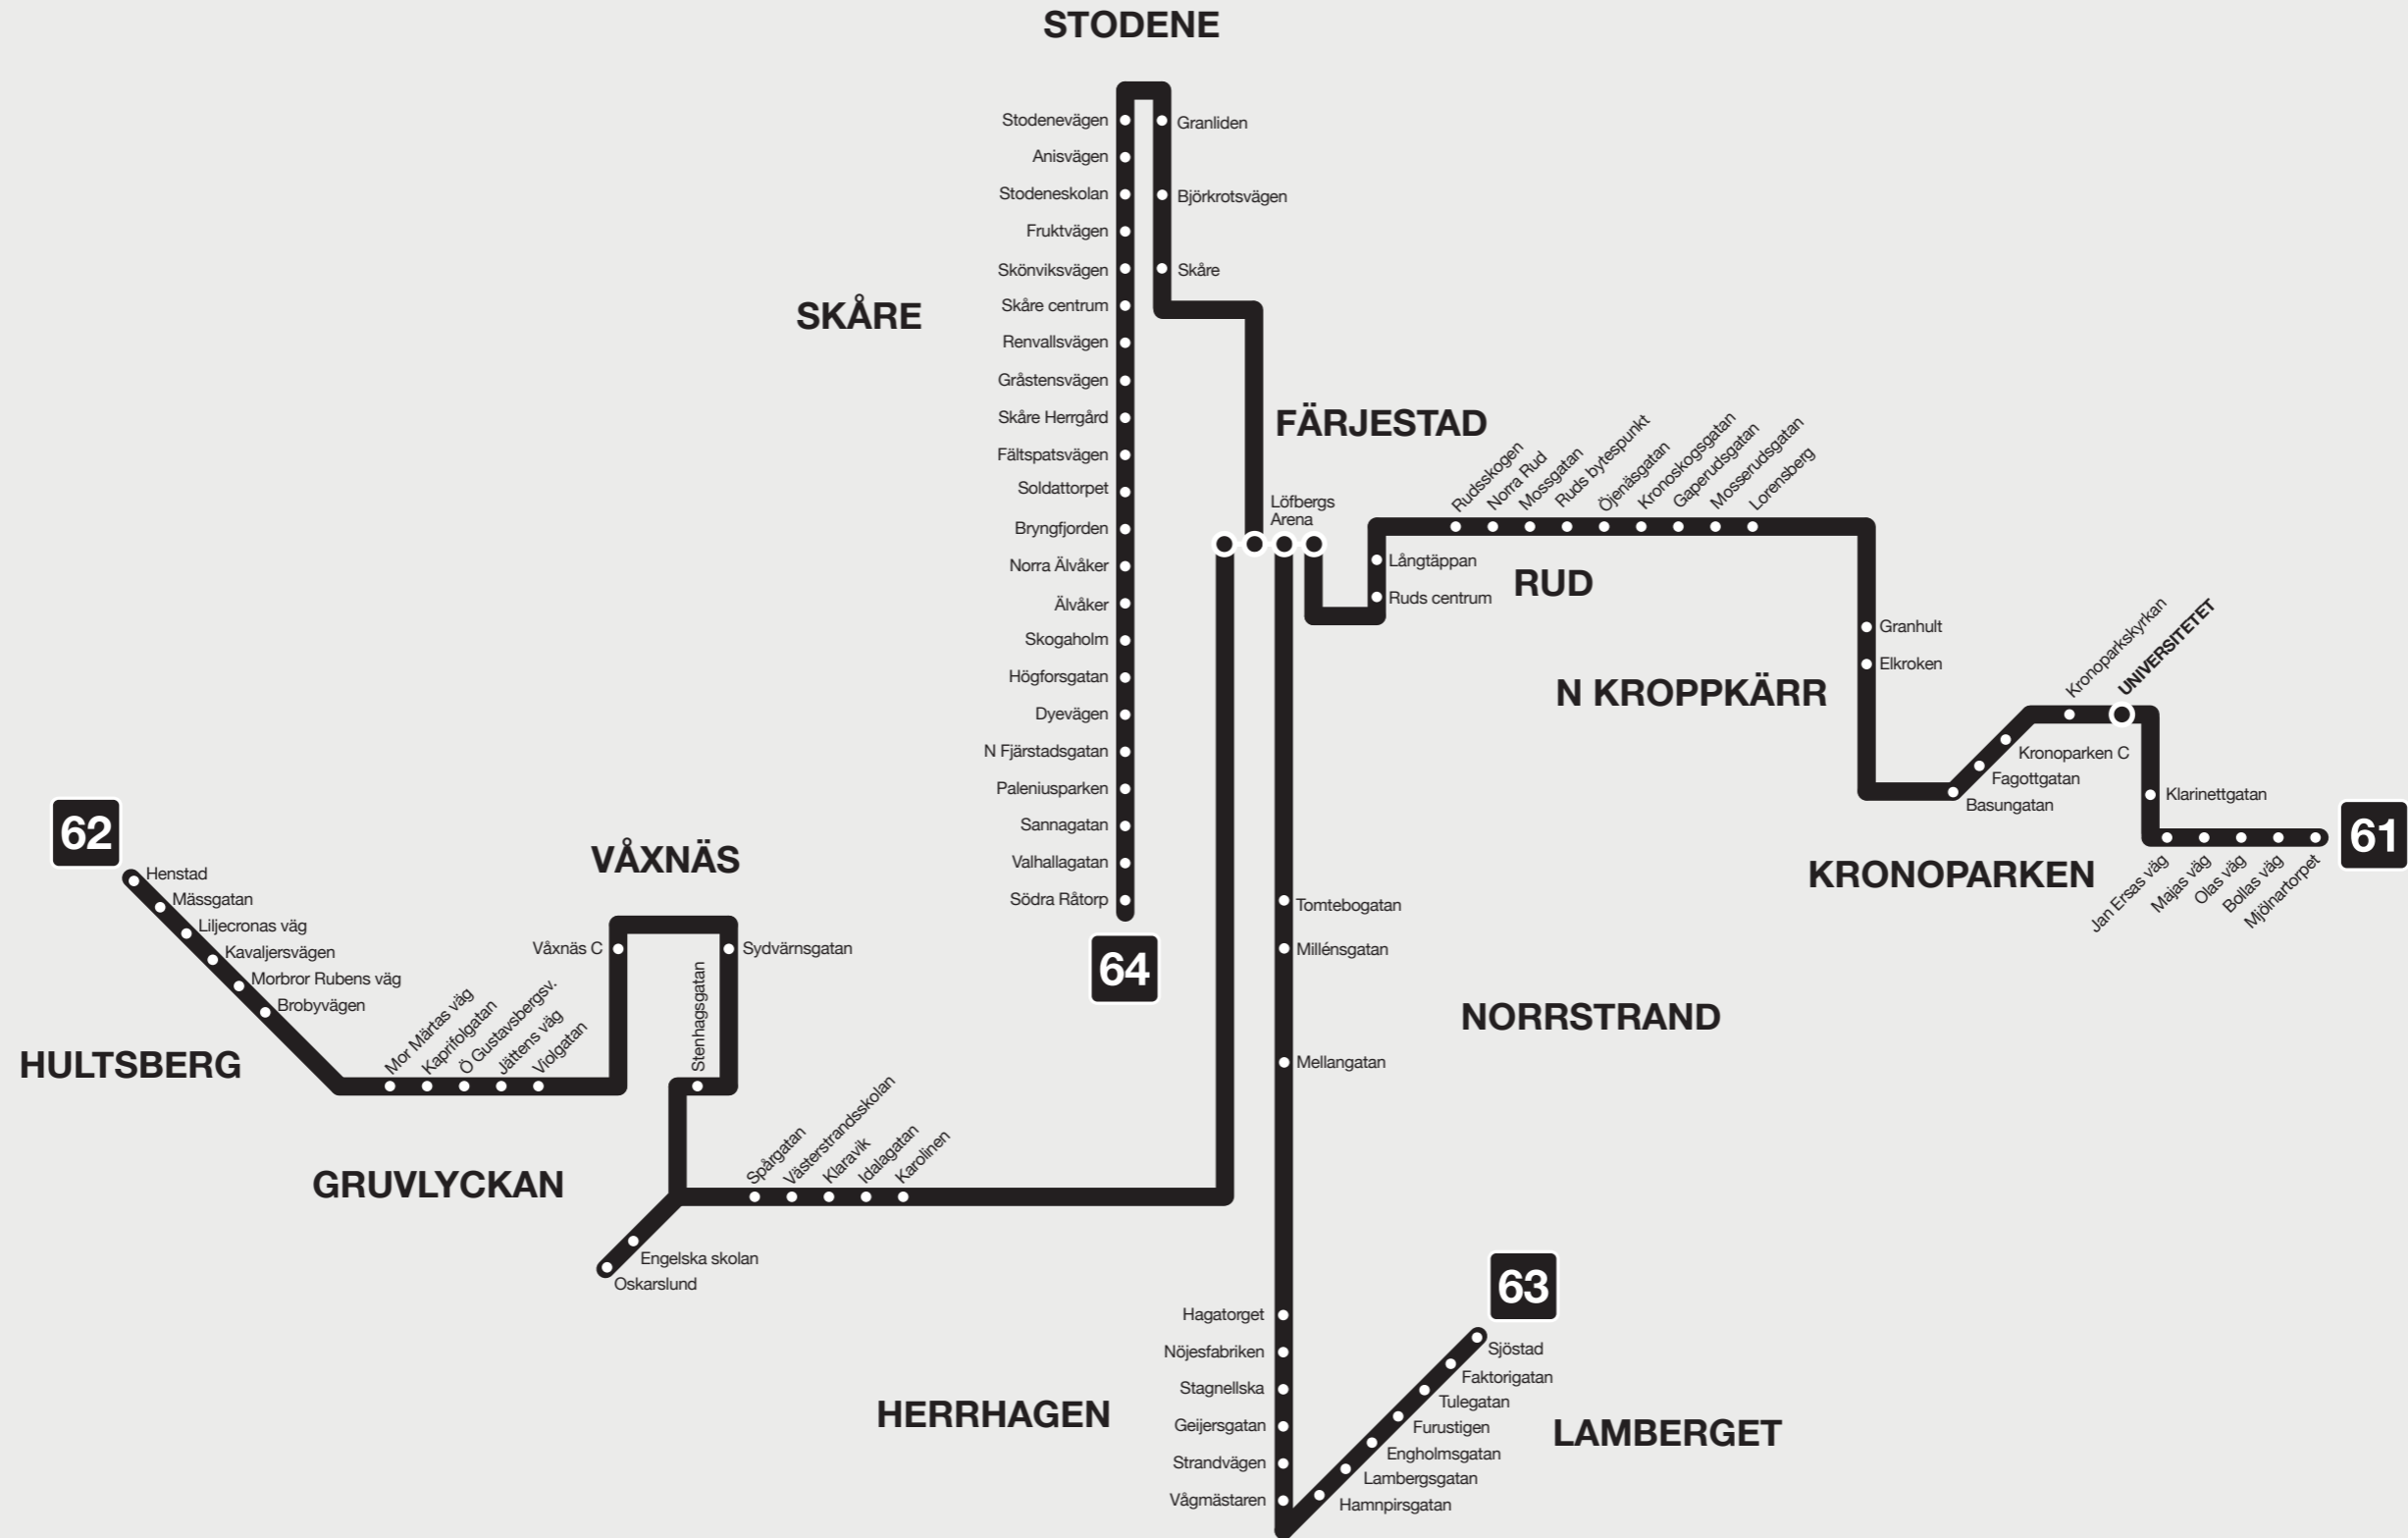 STODENE
Stodenevägen
Anisvägen
Stodeneskolan
Fruktvägen
Skönviksvägen
Skåre centrum
Renvallsvägen
Gråstensvägen
Skåre Herrgård
Fältspatsvägen
Soldattorpet
Bryngfjorden
Norra Älvåker
Älvåker
Skogaholm
Högforsgatan
Dyevägen
N Fjärstadsgatan
Paleniusparken
Sannagatan
Valhallagatan
Södra Råtorp
64
Granliden
Björkrotsvägen
Skåre
SKÅRE
FÄRJESTAD
Löfbergs
Arena
Långtäppan
Ruds centrum
RUD
Rudsskogen
Norra Rud
Mossgatan
Ruds bytespunkt
Öjenäsgatan
Kronoskogsgatan
Gaperudsgatan
Mosserudsgatan
Lorensberg
Granhult
Elkroken
N KROPPKÄRR
Basungatan
Fagottgatan
Kronoparken C
Kronoparkskyrkan
UNIVERSITETET
Klarinettgatan
KRONOPARKEN
Jan Ersas väg
Majas väg
Olas väg
Bollas väg
Mjölnartorpet
61
62
Henstad
Mässgatan
Liljecronas väg
Kavaljersvägen
Morbror Rubens väg
Brobyvägen
HULTSBERG
Mor Märtas väg
Kaprifolgatan
Ö Gustavsbergsv.
Jättens väg
Violgatan
VÅXNÄS
Våxnäs C
Sydvärnsgatan
Stenhagsgatan
GRUVLYCKAN
Spårgatan
Västerstrandsskolan
Klaravik
Idalagatan
Karolinen
Engelska skolan
Oskarslund
Tomtebogatan
Millénsgatan
Mellangatan
NORRSTRAND
Hagatorget
Nöjesfabriken
Stagnellska
Geijersgatan
Strandvägen
Vågmästaren
HERRHAGEN
63
Sjöstad
Faktorigatan
Tulegatan
Furustigen
Engholmsgatan
Lambergsgatan
Hamnpirsgatan
LAMBERGET